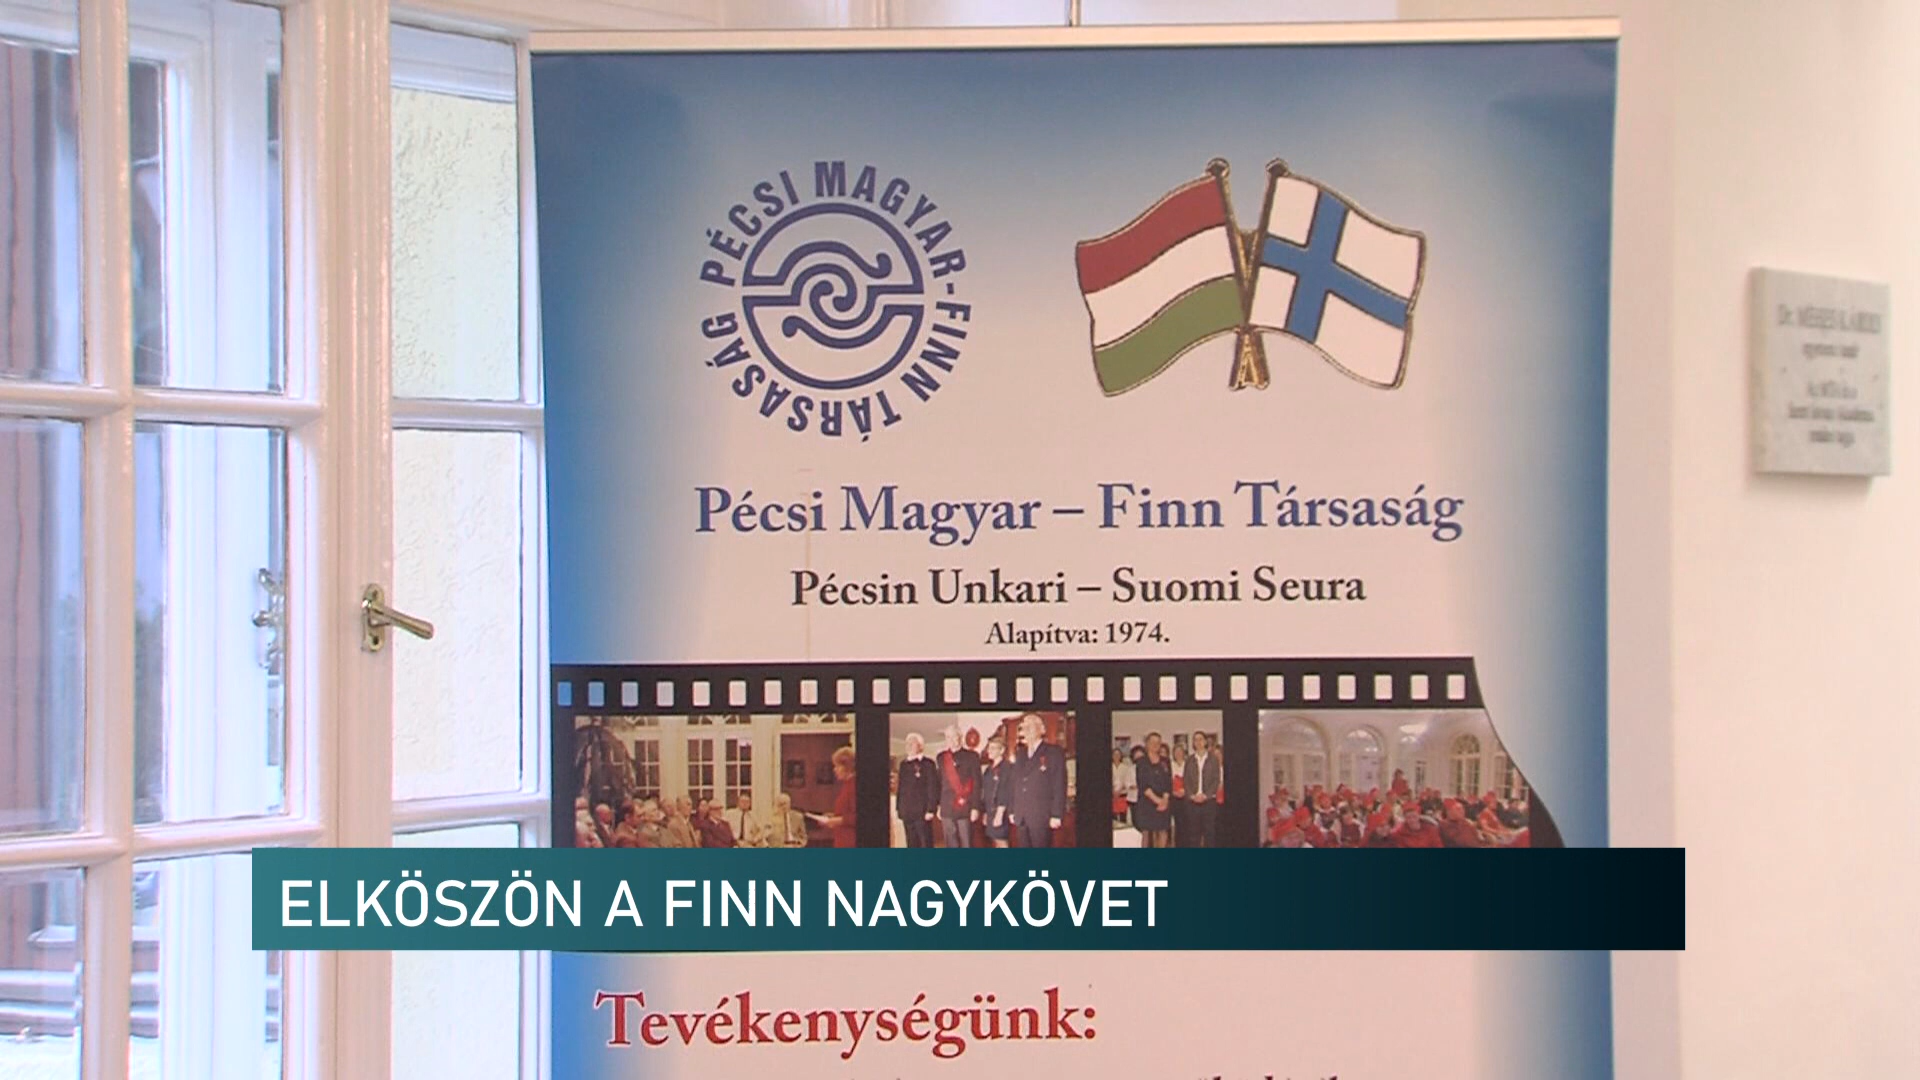 PÉCSI MAGYAR-FINN TÁRSASÁG
Pécsi Magyar – Finn Társaság
Pécsin Unkari – Suomi Seura
Alapítva: 1974.
ELKÖSZÖN A FINN NAGYKÖVET
Tevékenységünk: